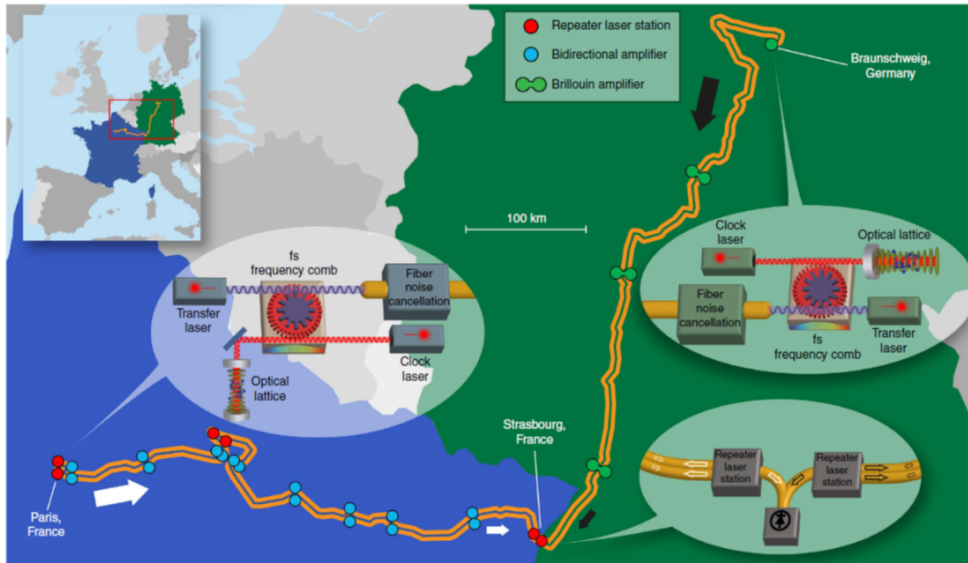 Repeater laser station
Bidirectional amplifier
Brillouin amplifier
Braunschweig,
Germany
100 km
Clock
laser
Optical lattice
Fiber
noise
cancellation
fs
frequency comb
Transfer
laser
fs
frequency comb
Fiber
noise
cancellation
Transfer
laser
Clock
laser
Optical
lattice
Strasbourg,
France
Repeater
laser
station
Repeater
laser
station
Paris,
France